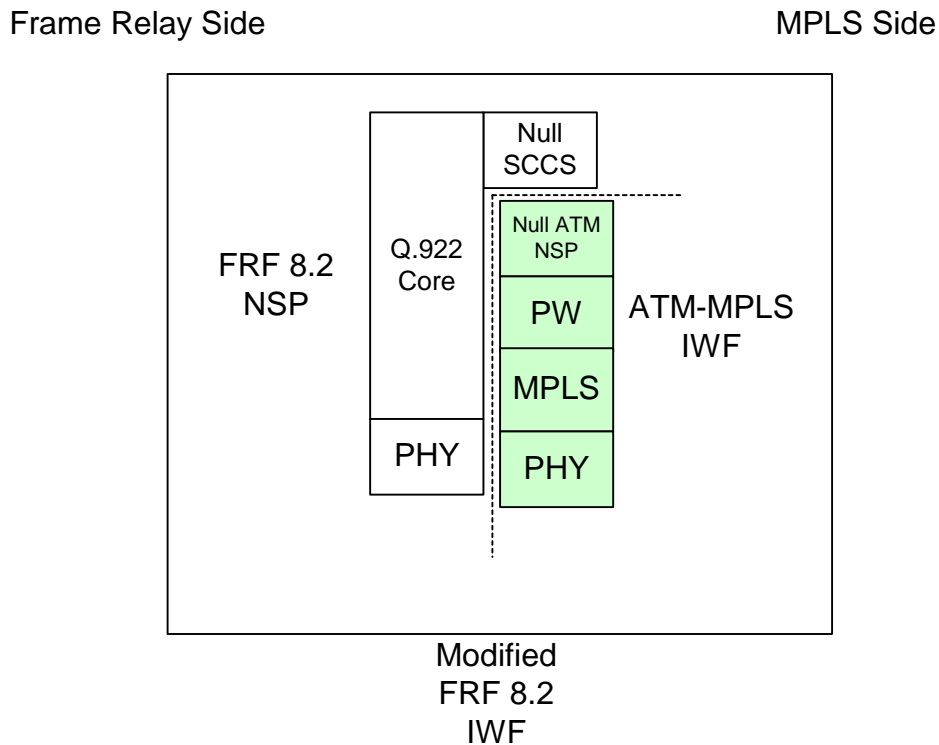 Frame Relay Side
MPLS Side
Null
SCCS
Null ATM
NSP
Q.922
Core
FRF 8.2
NSP
PW
ATM-MPLS
IWF
MPLS
PHY
PHY
Modified
FRF 8.2
IWF